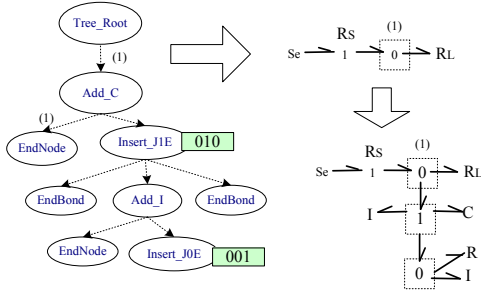 Tree_Root
(1)
Add_C
(1)
EndNode
Insert_J1E
010
EndBond
Add_I
EndBond
EndNode
Insert_J0E
001
(1)
Se
RS
1
0
RL
(1)
Se
RS
1
0
RL
I
1
C
0
R
I